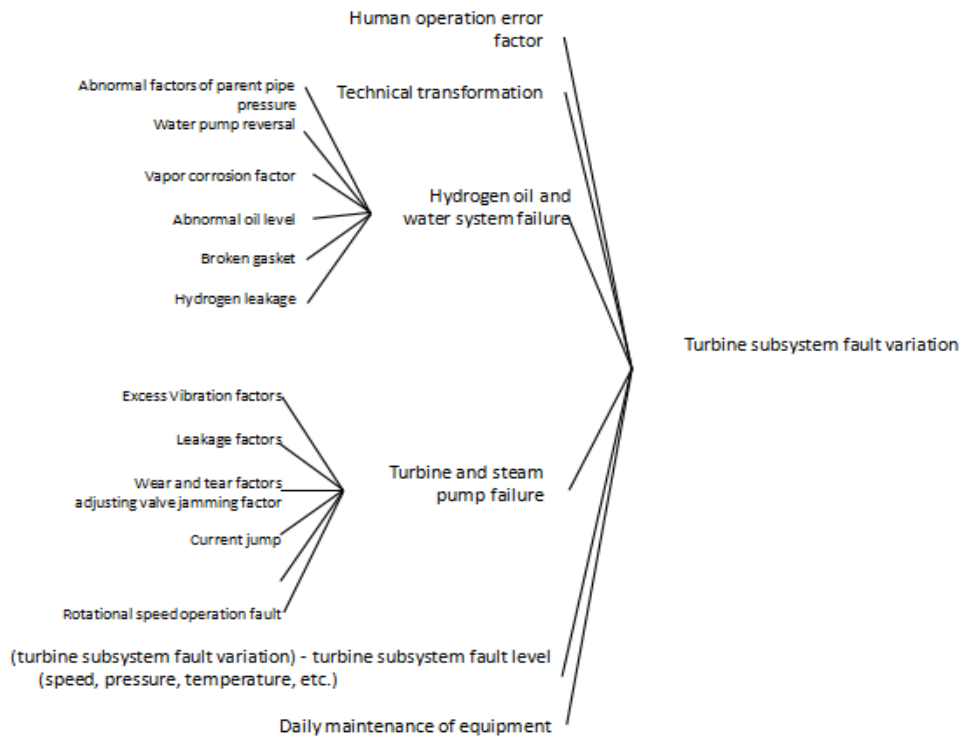 Human operation error
factor
Abnormal factors of parent pipe
pressure
Technical transformation
Water pump reversal
Vapor corrosion factor
Hydrogen oil and
water system failure
Abnormal oil level
Broken gasket
Hydrogen leakage
Turbine subsystem fault variation
Excess Vibration factors
Leakage factors
Turbine and steam
pump failure
Wear and tear factors
adjusting valve jamming factor
Current jump
Rotational speed operation fault
(turbine subsystem fault variation) - turbine subsystem fault level
(speed, pressure, temperature, etc.)
Daily maintenance of equipment